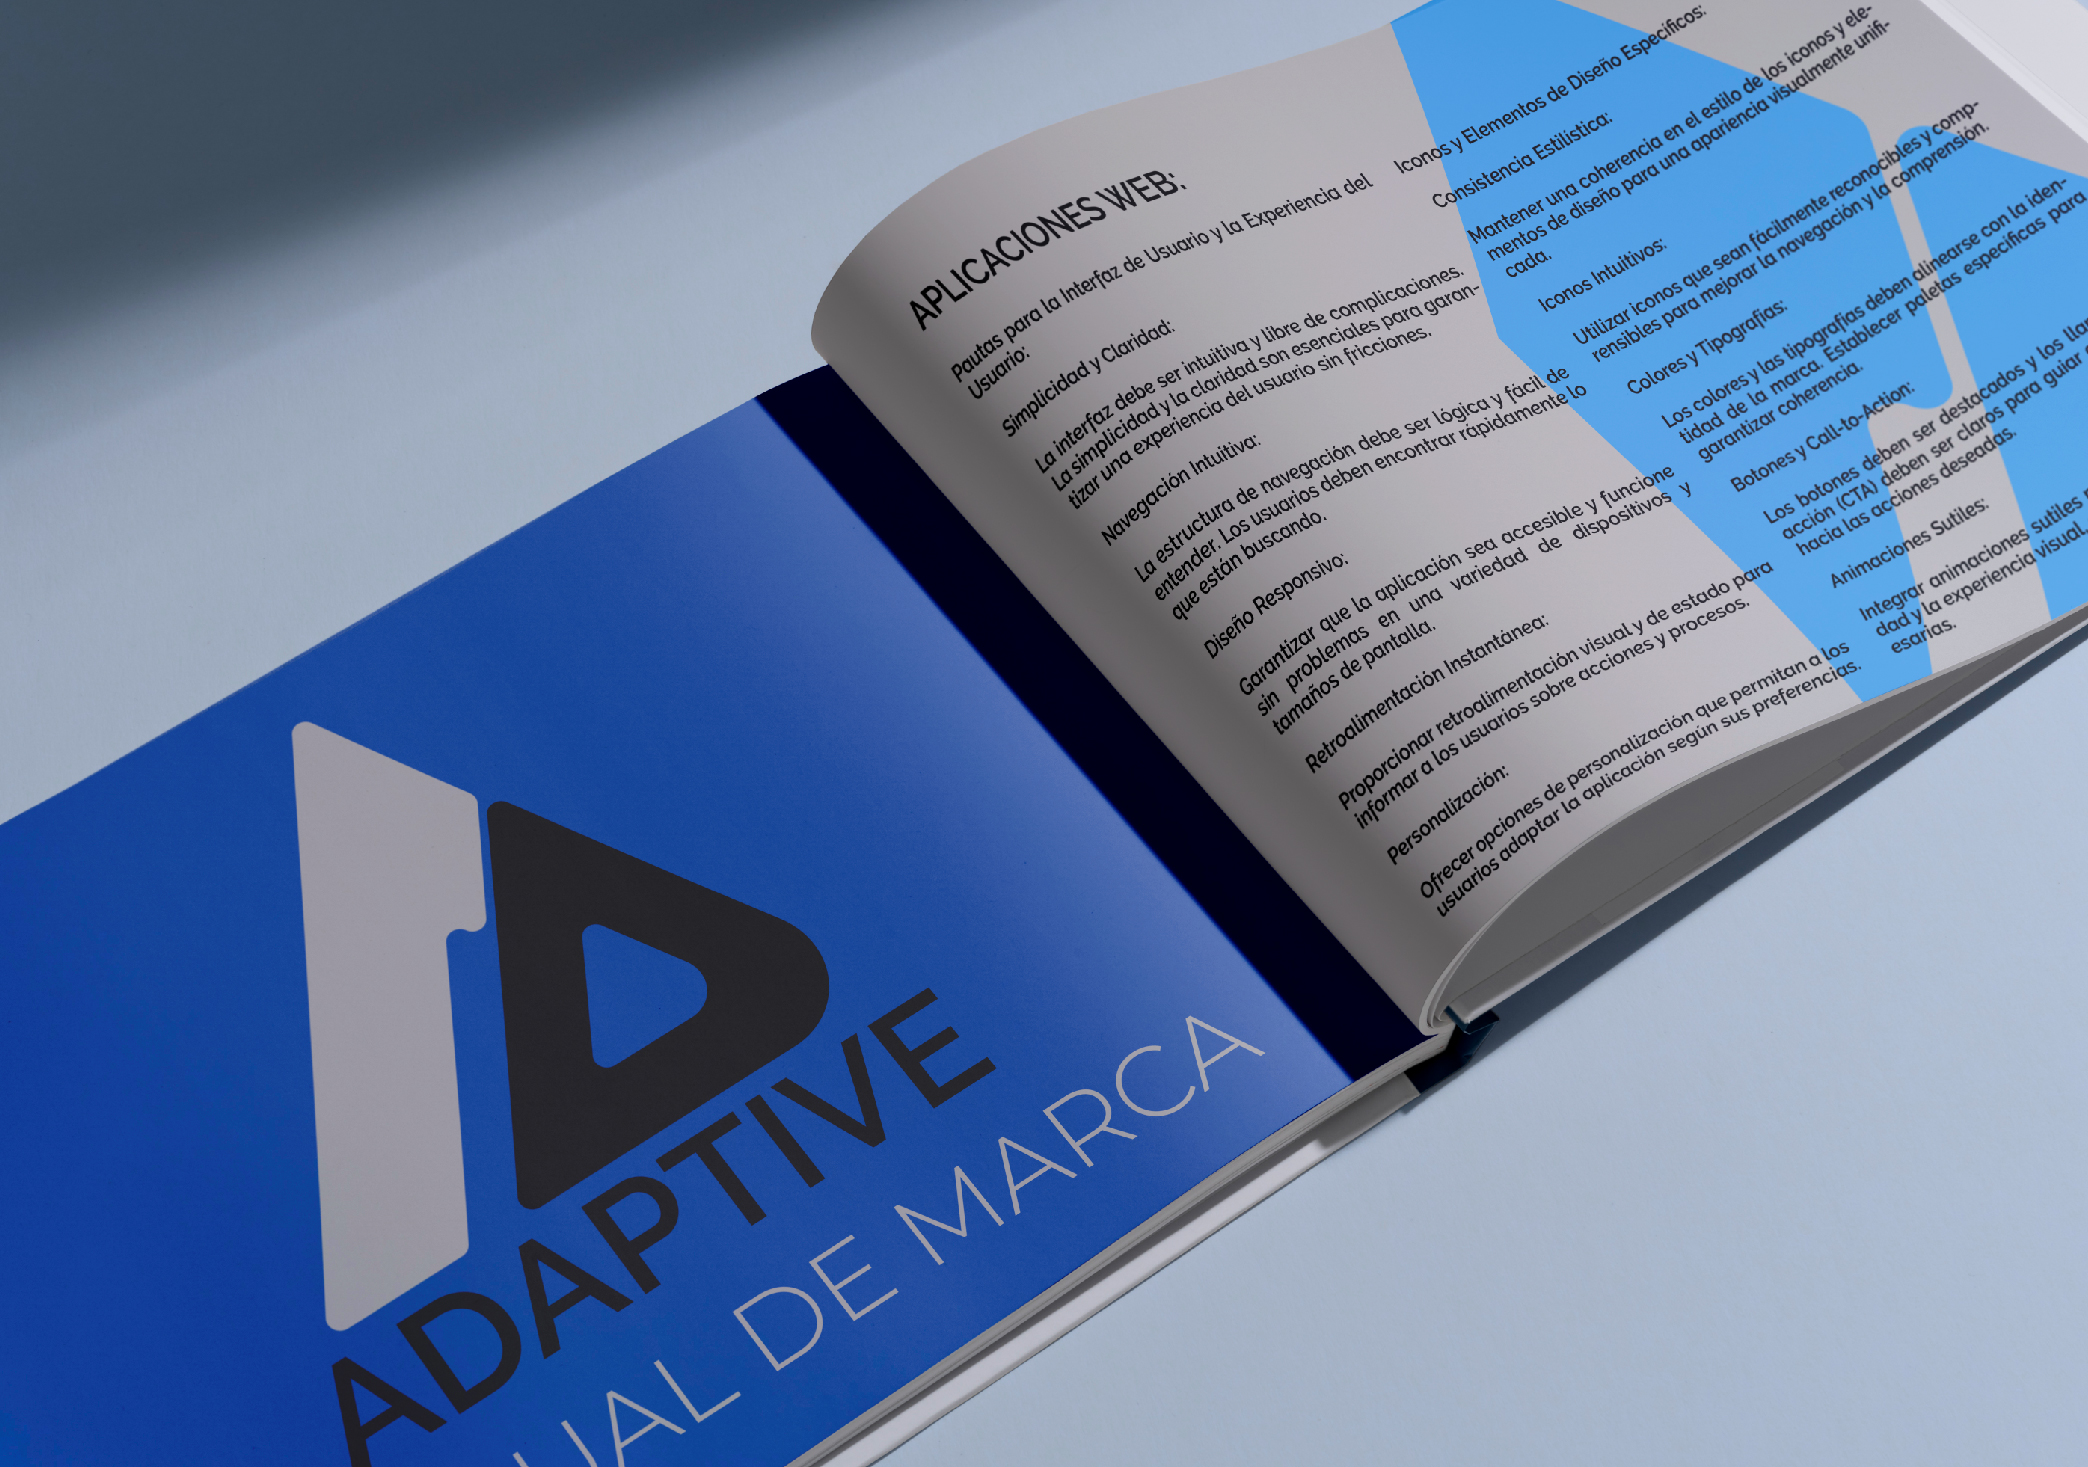 ADAPTIVE
UAL DE MARCA
APLICACIONES WEB:
Pautas para la Interfaz de Usuario y la Experiencia del
Usuario:
Simplicidad y Claridad:
La interfaz debe ser intuitiva y libre de complicaciones.
La simplicidad y la claridad son esenciales para garan-
tizar una experiencia del usuario sin fricciones.
Navegación Intuitiva:
La estructura de navegación debe ser lógica y fácil de
entender. Los usuarios deben encontrar rápidamente lo
que están buscando.
Diseño Responsivo:
Garantizar que la aplicación sea accesible y funcione
sin problemas en una variedad de dispositivos y
tamaños de pantalla.
Retroalimentación Instantánea:
Proporcionar retroalimentación visual y de estado para
informar a los usuarios sobre acciones y procesos.
Personalización:
Ofrecer opciones de personalización que permitan a los
usuarios adaptar la aplicación según sus preferencias.
Iconos y Elementos de Diseño Específicos:
Consistencia Estilística:
Mantener una coherencia en el estilo de los iconos y ele-
mentos de diseño para una apariencia visualmente unifi-
cada.
Iconos Intuitivos:
Utilizar iconos que sean fácilmente reconocibles y comp-
rensibles para mejorar la navegación y la comprensión.
Colores y Tipografías:
Los colores y las tipografías deben alinearse con la iden-
tidad de la marca. Establecer paletas específicas para
garantizar coherencia.
Botones y Call-to-Action:
Los botones deben ser destacados y los
acción (CTA) deben ser claros para guiar
hacia las acciones deseadas.
Animaciones Sutiles:
Integrar animaciones sutiles
dad y la experiencia visual,
esarias.